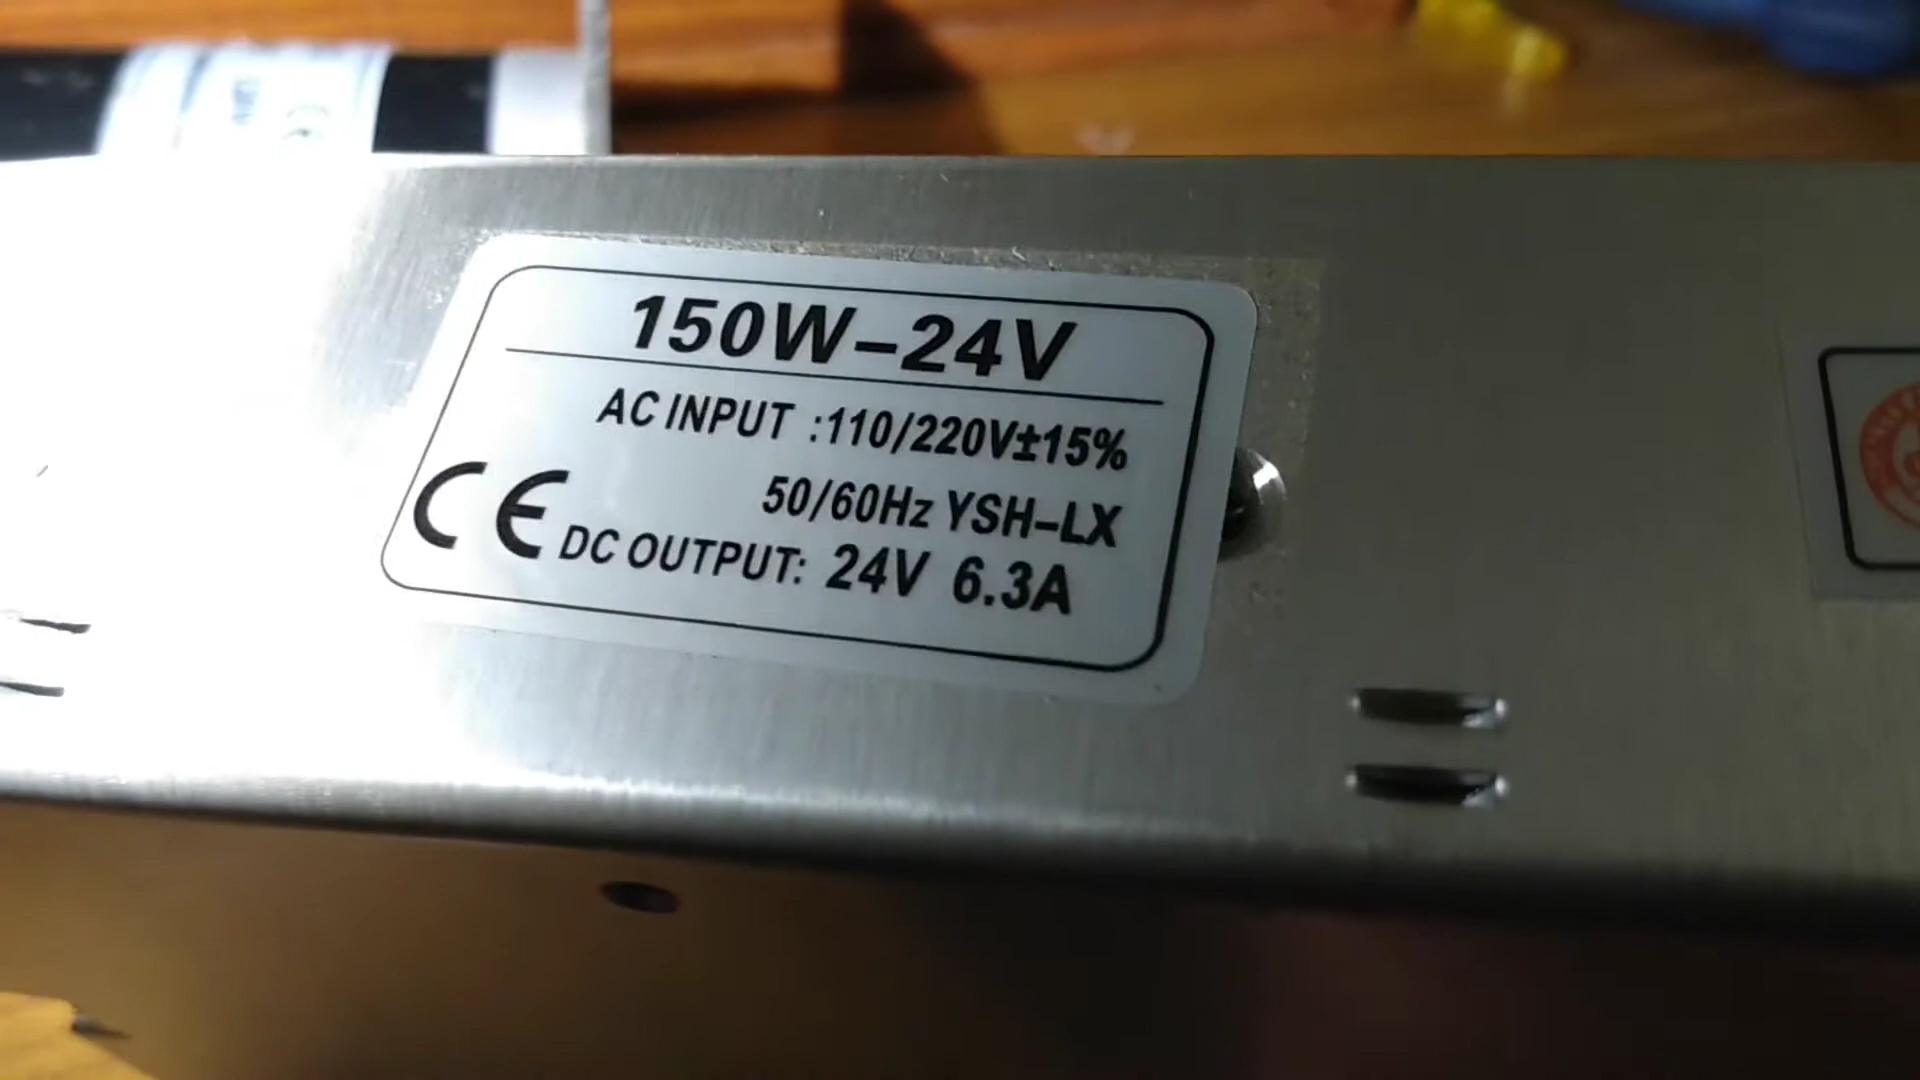 150W-24V
AC INPUT :110/220V±15%
50/60Hz YSH-LX
CE DC OUTPUT: 24V 6.3A